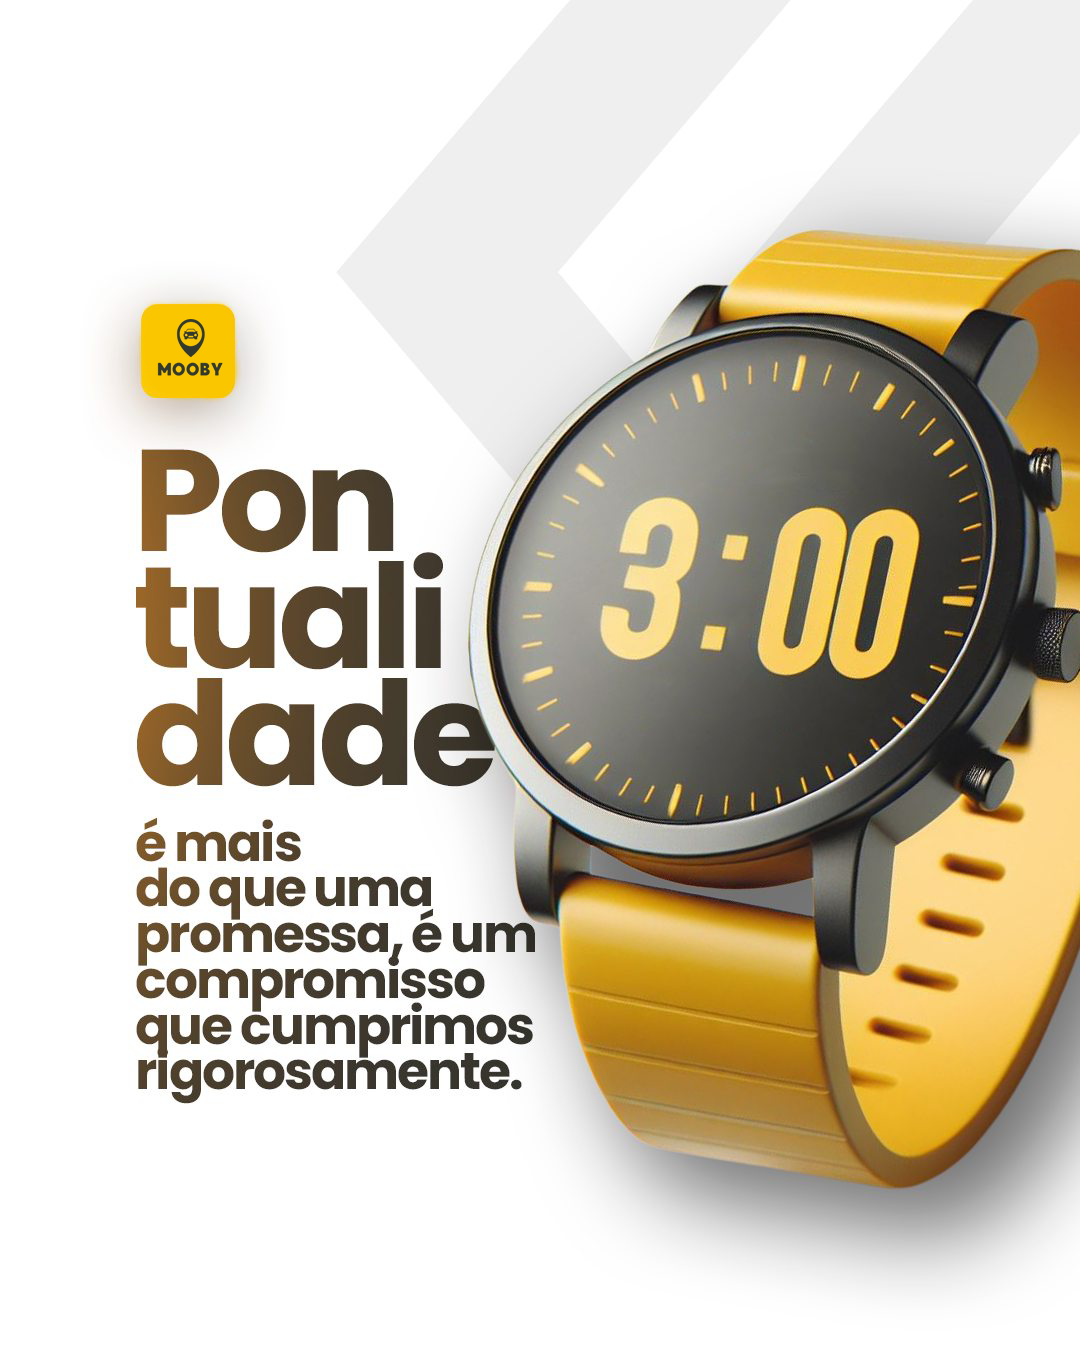 MOOBY
Pon
tuali
dade
é mais
do que uma
promessa, é um
compromisso
que cumprimos
rigorosamente.
3:00